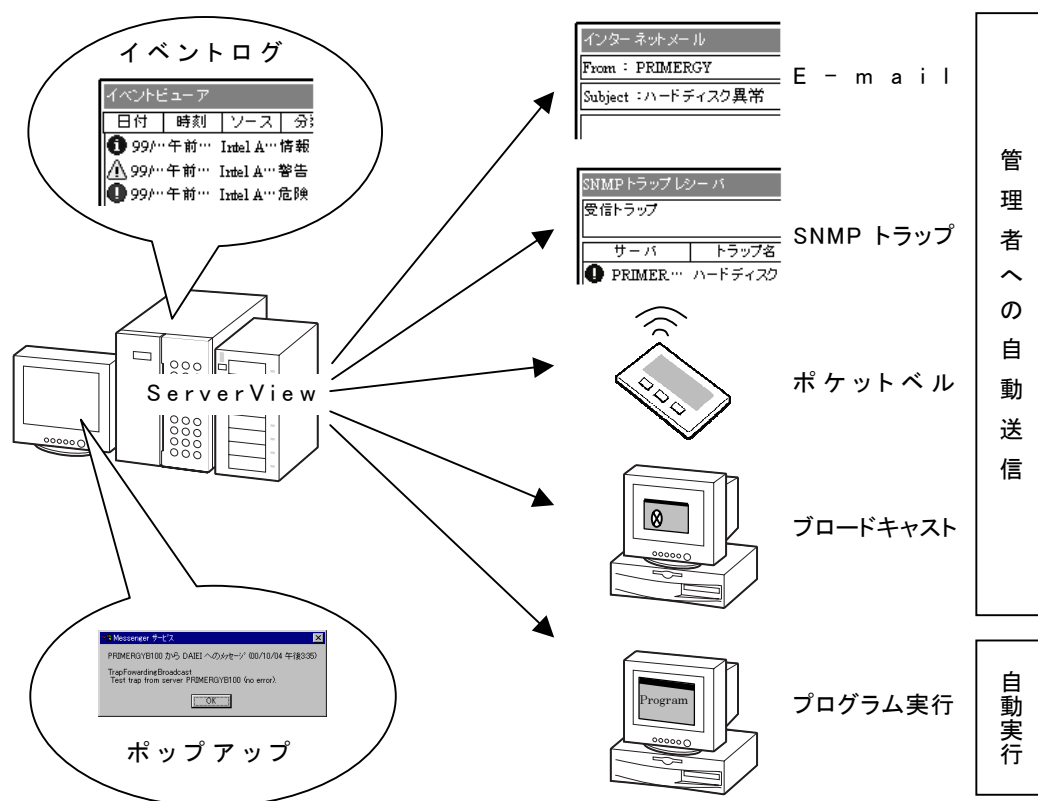 イベントログ
イベントビューア
日付 時刻 ソース
99/… 午前… Intel A… 情報
99/… 午前… Intel A… 警告
99/… 午前… Intel A… 危険
ServerView
Messenger サービス
PRIMERGYB100 から DAIEI へのメッセージ (00/10/04 午後3:35)
TrapFowardingBroadcast
Test trap from server PRIMERGYB100 (no error).
OK
ポップアップ
インターネットメール
From : PRIMERGY
Subject :ハードディスク異常
E-mail
SNMPトラップレシーバ
受信トラップ
サーバ トラップ名
PRIMER… ハードディスク
SNMP トラップ
ポケットベル
ブロードキャスト
Program
プログラム実行
管理者への自動送信
自動実行